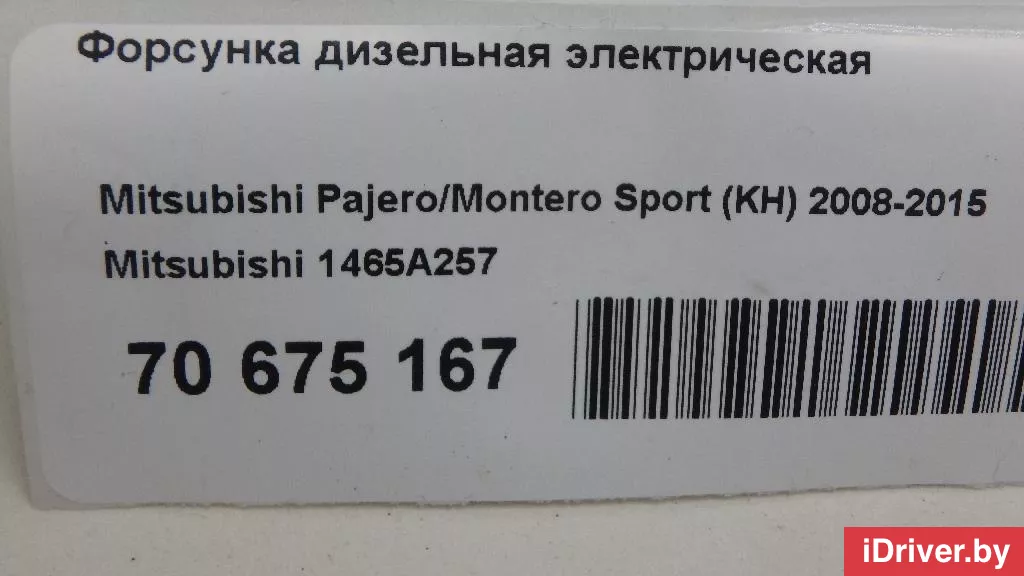 Форсунка дизельная электрическая
Mitsubishi Pajero/Montero Sport (KH) 2008-2015
Mitsubishi 1465A257
70 675 167
iDriver.by